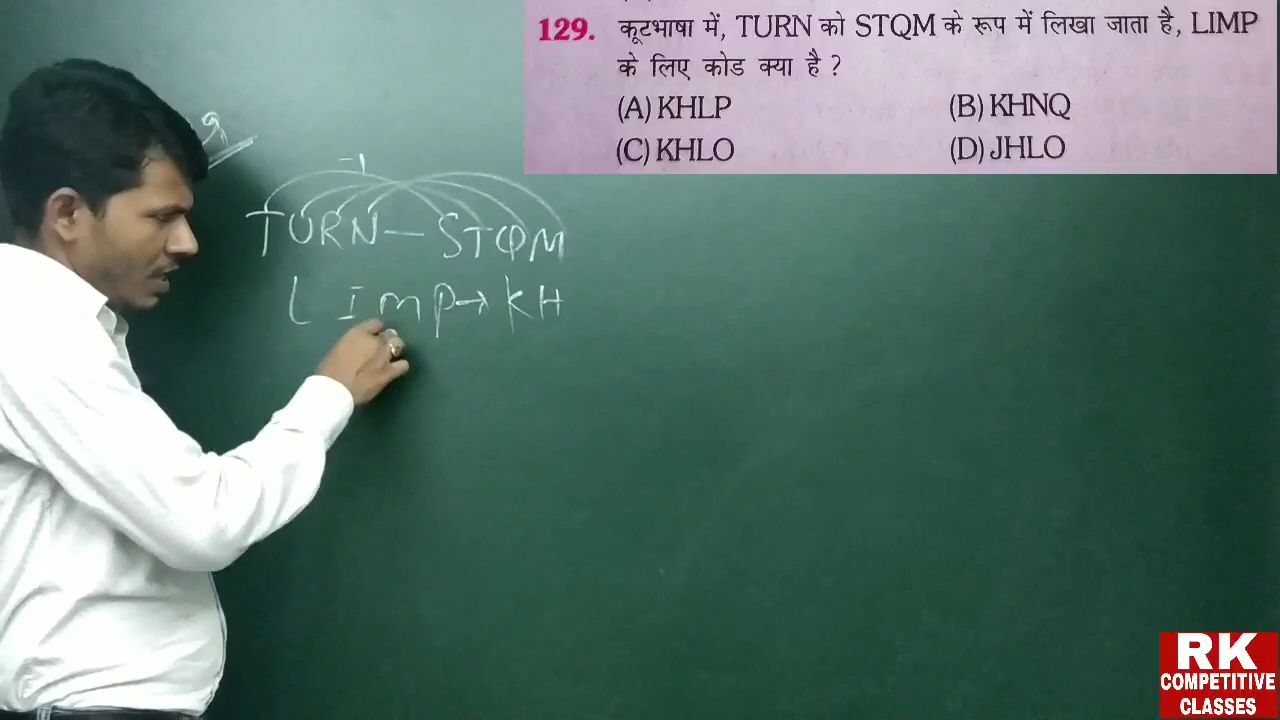 129. कूटभाषा में, TURN को STQM के रूप में लिखा जाता है, LIMP
के लिए कोड क्या है ?
(A) KHLP (B) KHNQ
(C) KHLO (D) JHLO
-1
TURN — STQM
LIMP → KH
RK
COMPETITIVE
CLASSES